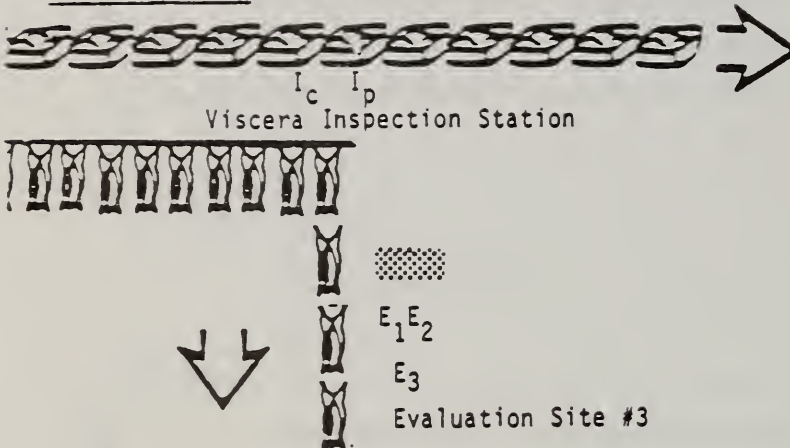 I_c I_p
Viscera Inspection Station
E_1E_2
E_3
Evaluation Site #3